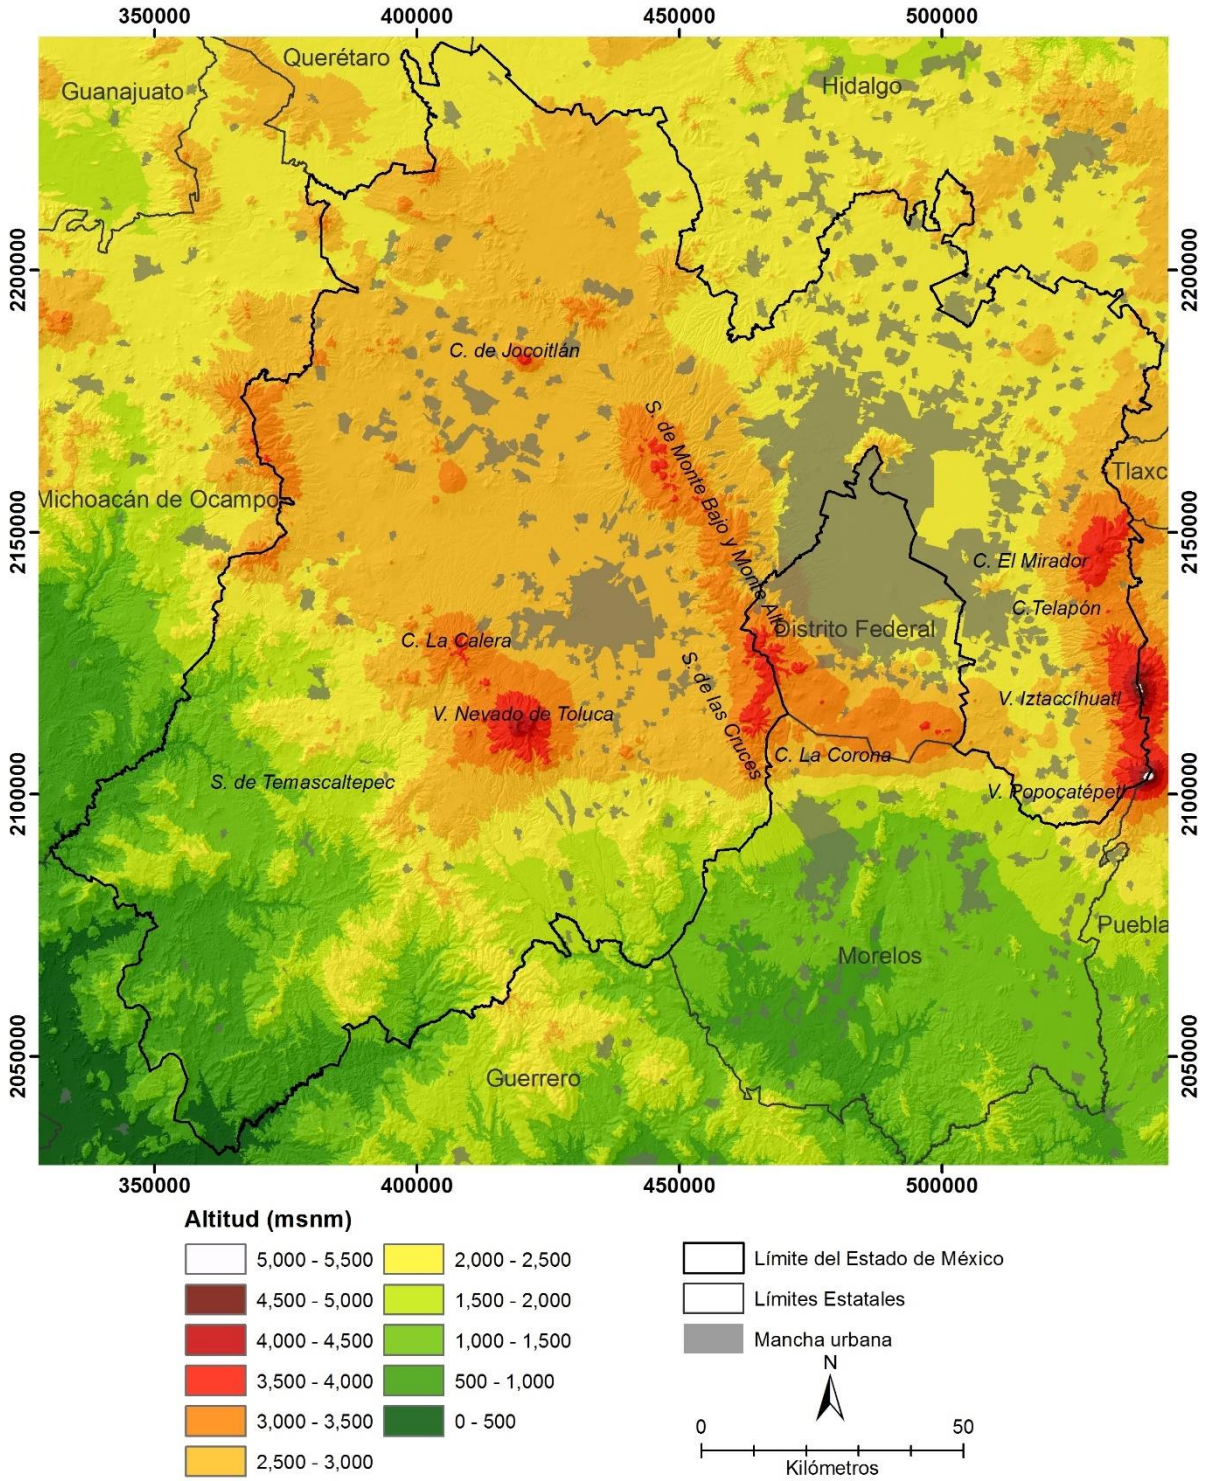 350000 400000 450000 500000
Querétaro
Guanajuato
Hidalgo
2200000 2200000
C. de Jocoitlán
S. de Monte Bajo y Monte Alto
Tlaxc
Michoacán de Ocampo
2150000 2150000
C. El Mirador
C.Telapón
Distrito Federal
C. La Calera
S. de las Cruces
V. Iztaccíhuatl
V. Nevado de Toluca
C. La Corona
S. de Temascaltepec
V. Popocatépetl
2100000 2100000
Puebla
Morelos
2050000 2050000
Guerrero
350000 400000 450000 500000
Altitud (msnm)
5,000 - 5,500 2,000 - 2,500 Límite del Estado de México
4,500 - 5,000 1,500 - 2,000 Límites Estatales
4,000 - 4,500 1,000 - 1,500 Mancha urbana
3,500 - 4,000 500 - 1,000 N
3,000 - 3,500 0 - 500 0 50
2,500 - 3,000 Kilómetros